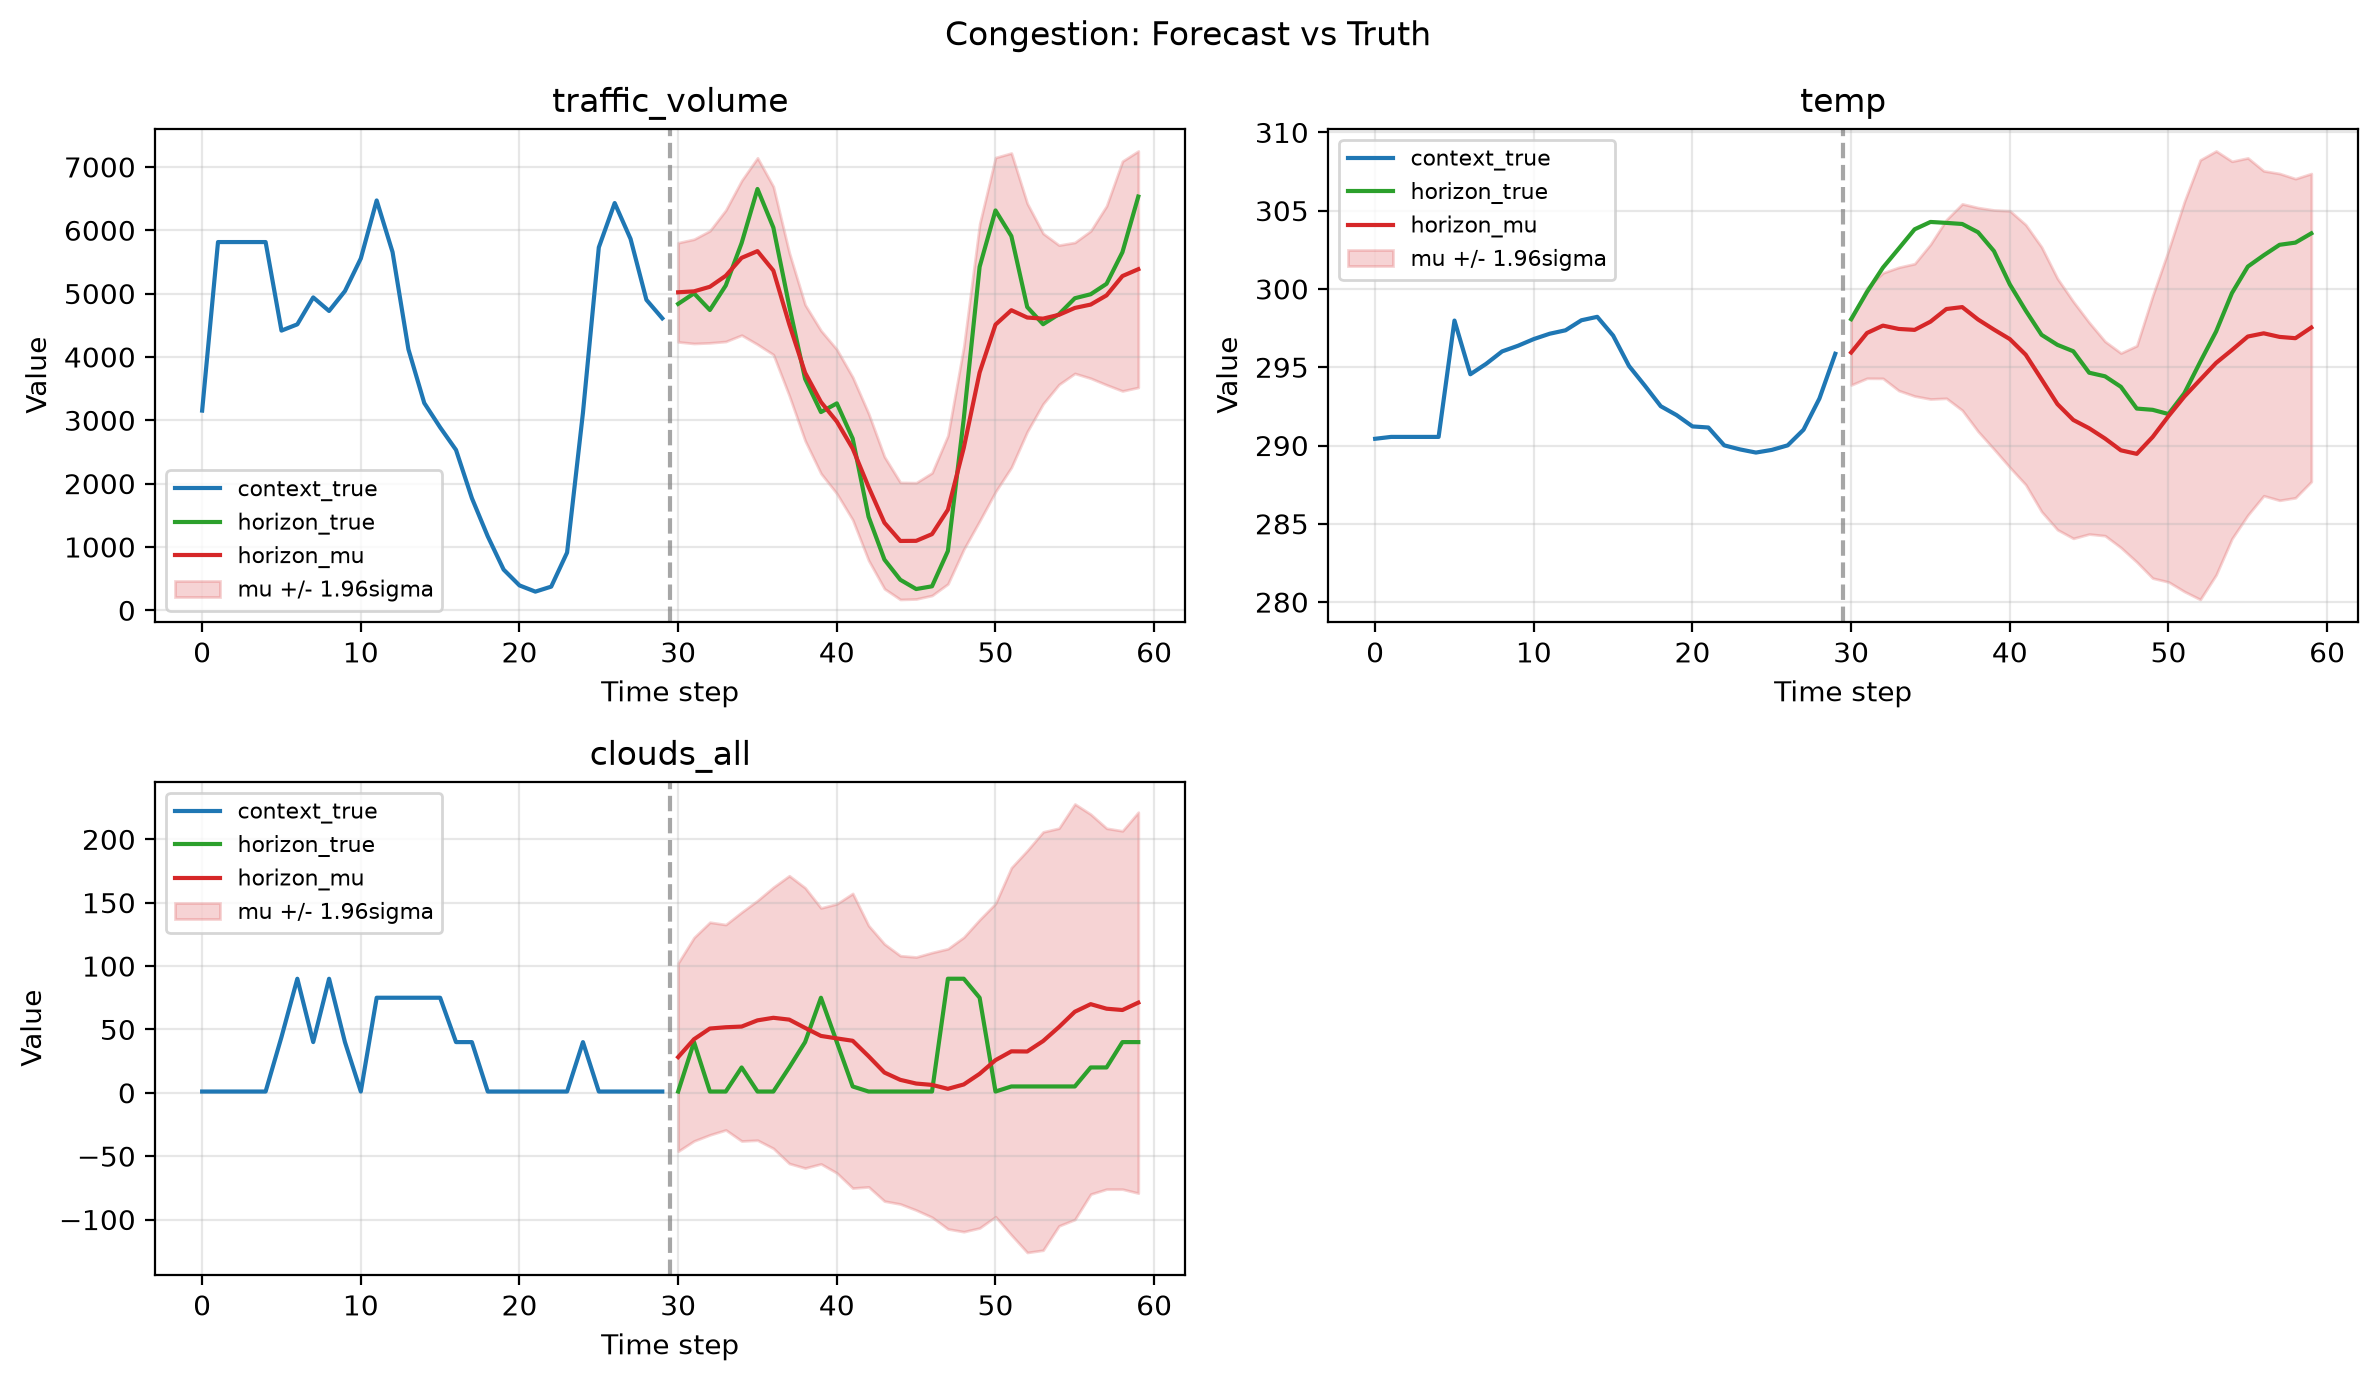 Congestion: Forecast vs Truth
traffic_volume
Value
7000
6000
5000
4000
3000
2000
1000
0
context_true
horizon_true
horizon_mu
mu +/- 1.96sigma
0 10 20 30 40 50 60
Time step
temp
Value
310
305
300
295
290
285
280
context_true
horizon_true
horizon_mu
mu +/- 1.96sigma
0 10 20 30 40 50 60
Time step
clouds_all
Value
200
150
100
50
0
−50
−100
context_true
horizon_true
horizon_mu
mu +/- 1.96sigma
0 10 20 30 40 50 60
Time step